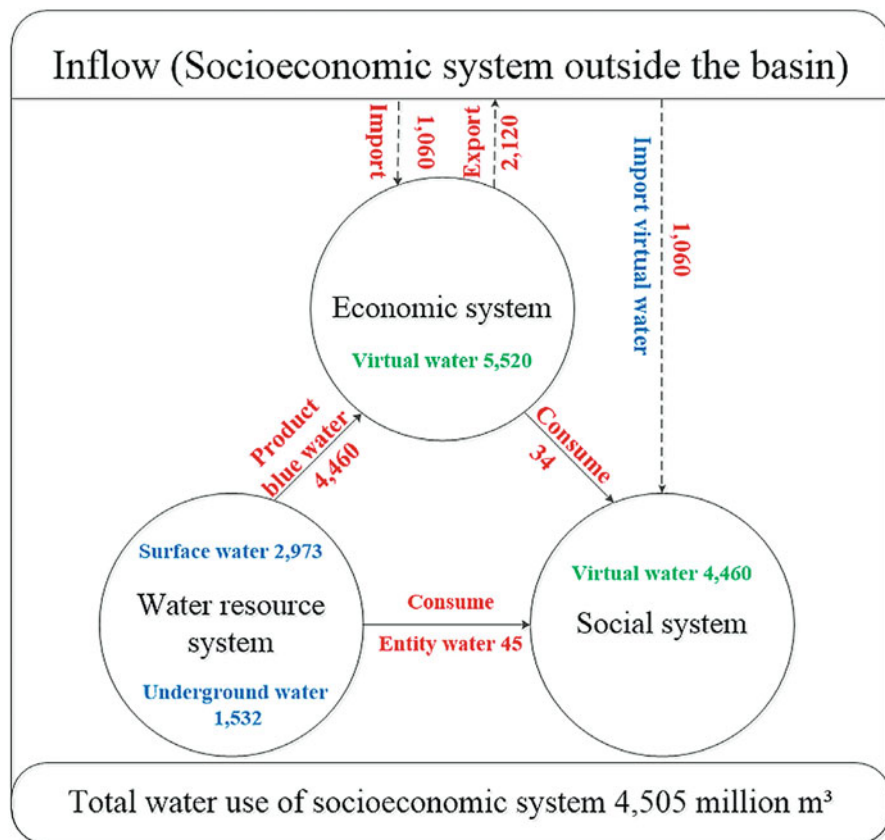 Inflow (Socioeconomic system outside the basin)
Import
1,060
Export
2,120
Import virtual water
1,060
Economic system
Virtual water 5,520
Product
blue water
4,460
Consume
34
Surface water 2,973
Water resource
system
Underground water
1,532
Consume
Entity water 45
Virtual water 4,460
Social system
Total water use of socioeconomic system 4,505 million m³